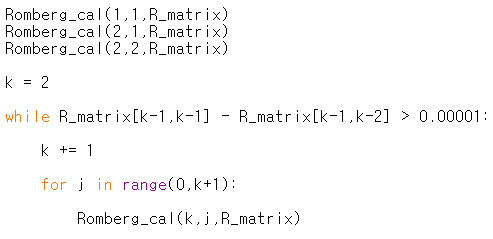 Romberg_cal(1,1,R_matrix)
Romberg_cal(2,1,R_matrix)
Romberg_cal(2,2,R_matrix)
k = 2
while R_matrix[k-1,k-1] - R_matrix[k-1,k-2] > 0.00001:
k += 1
for j in range(0,k+1):
Romberg_cal(k,j,R_matrix)